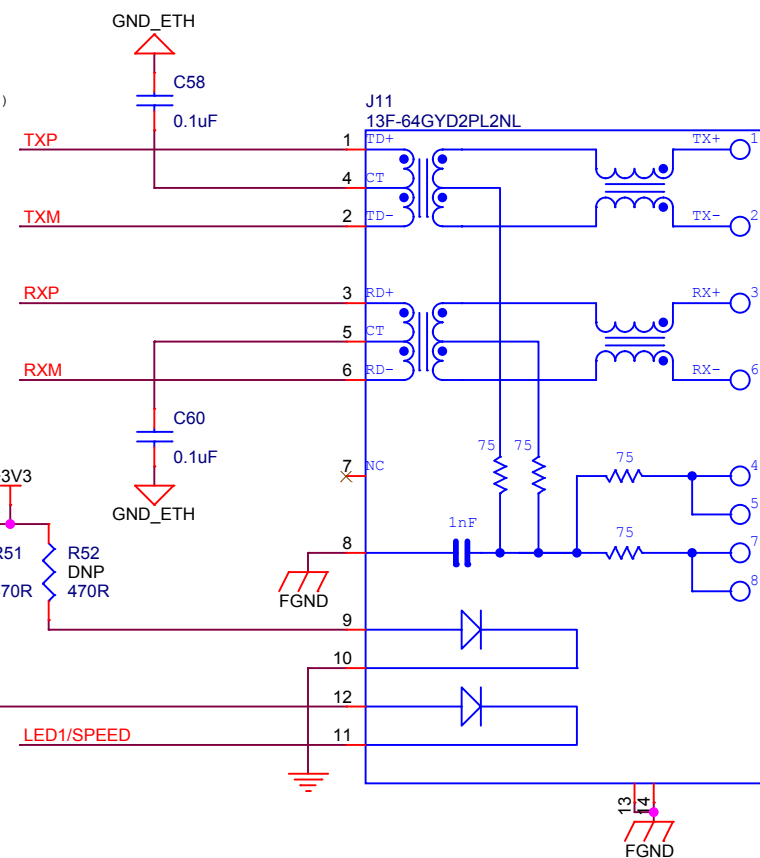 GND_ETH
C58
0.1uF
)
J11
13F-64GYD2PL2NL
TXP
1
TD+
TX+
1
4
CT
TXM
2
TD-
TX-
2
RXP
3
RD+
RX+
3
5
CT
RXM
6
RD-
RX-
6
C60
0.1uF
GND_ETH
7
NC
75
75
75
4
5
3V3
1nF
75
7
8
8
FGND
R51
R52
DNP
470R
470R
9
10
12
LED1/SPEED
11
13
14
FGND